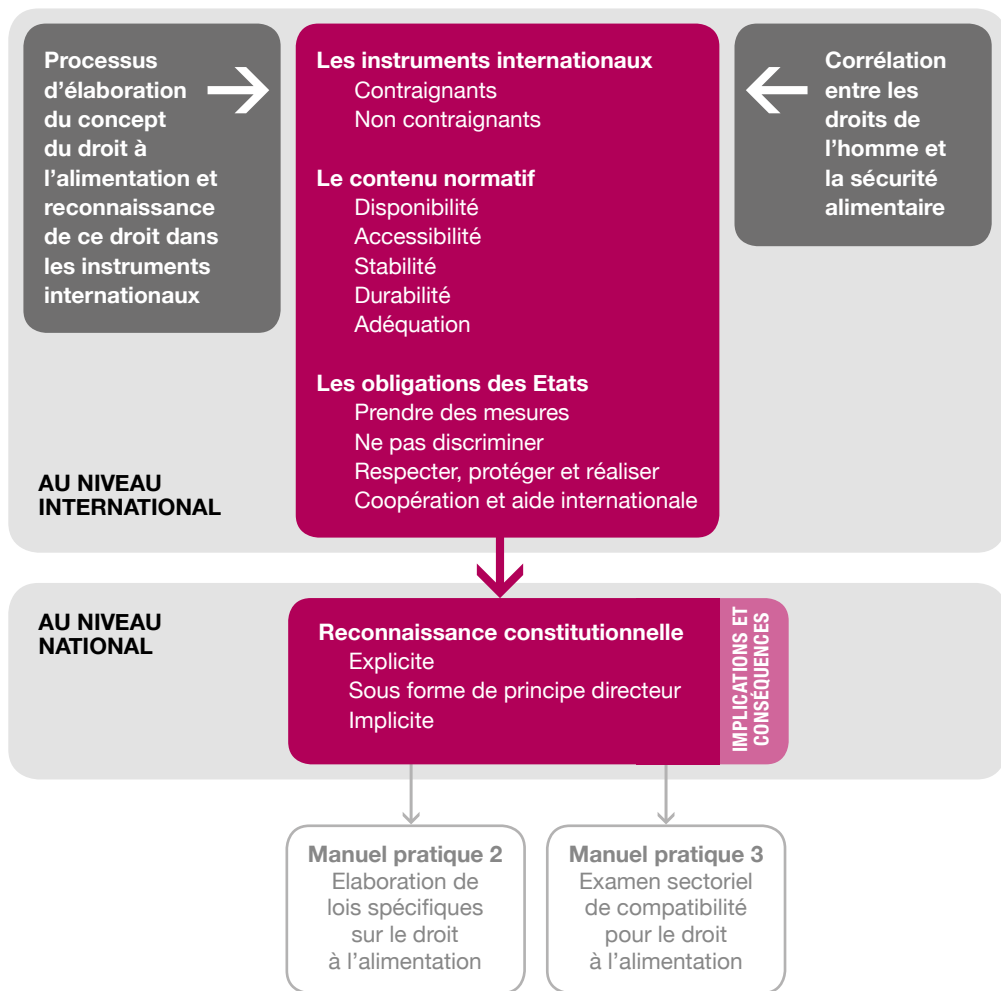 Processus
d’élaboration
du concept
du droit à
l’alimentation et
reconnaissance
de ce droit dans
les instruments
internationaux
Les instruments internationaux
Contraignants
Non contraignants
Le contenu normatif
Disponibilité
Accessibilité
Stabilité
Durabilité
Adéquation
Les obligations des Etats
Prendre des mesures
Ne pas discriminer
Respecter, protéger et réaliser
Coopération et aide internationale
Corrélation
entre les
droits de
l’homme et
la sécurité
alimentaire
AU NIVEAU
INTERNATIONAL
AU NIVEAU
NATIONAL
Reconnaissance constitutionnelle
Explicite
Sous forme de principe directeur
Implicite
IMPLICATIONS ET
CONSÉQUENCES
Manuel pratique 2
Elaboration de
lois spécifiques
sur le droit
à l’alimentation
Manuel pratique 3
Examen sectoriel
de compatibilité
pour le droit
à l’alimentation